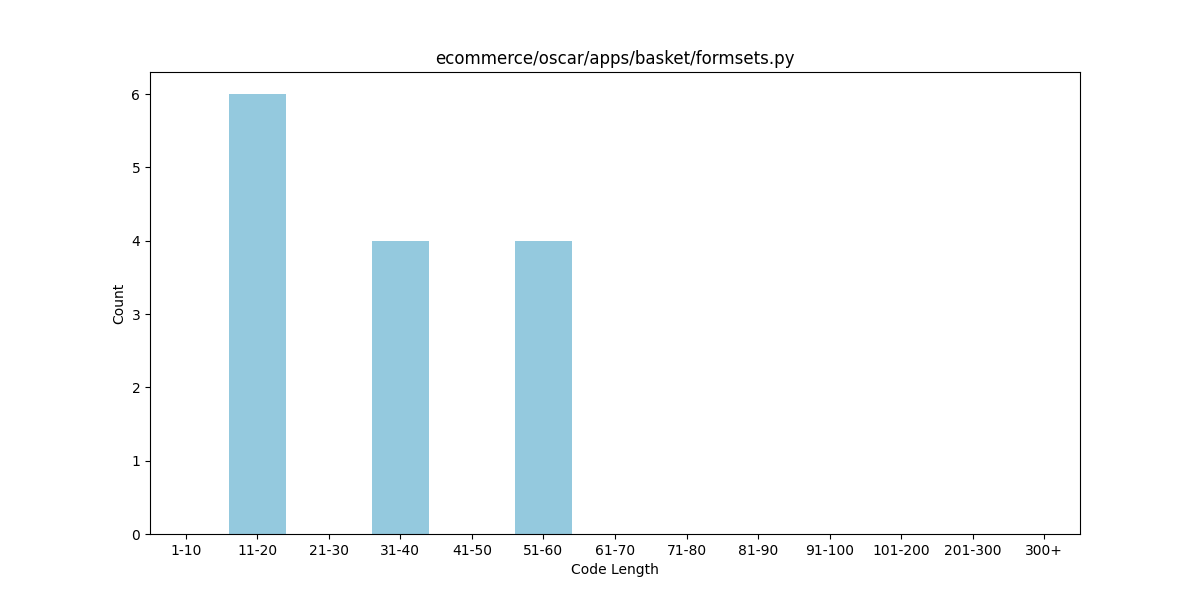 ecommerce/oscar/apps/basket/formsets.py
6
5
4
3
2
1
0
Count
1-10 11-20 21-30 31-40 41-50 51-60 61-70 71-80 81-90 91-100 101-200 201-300 300+
Code Length